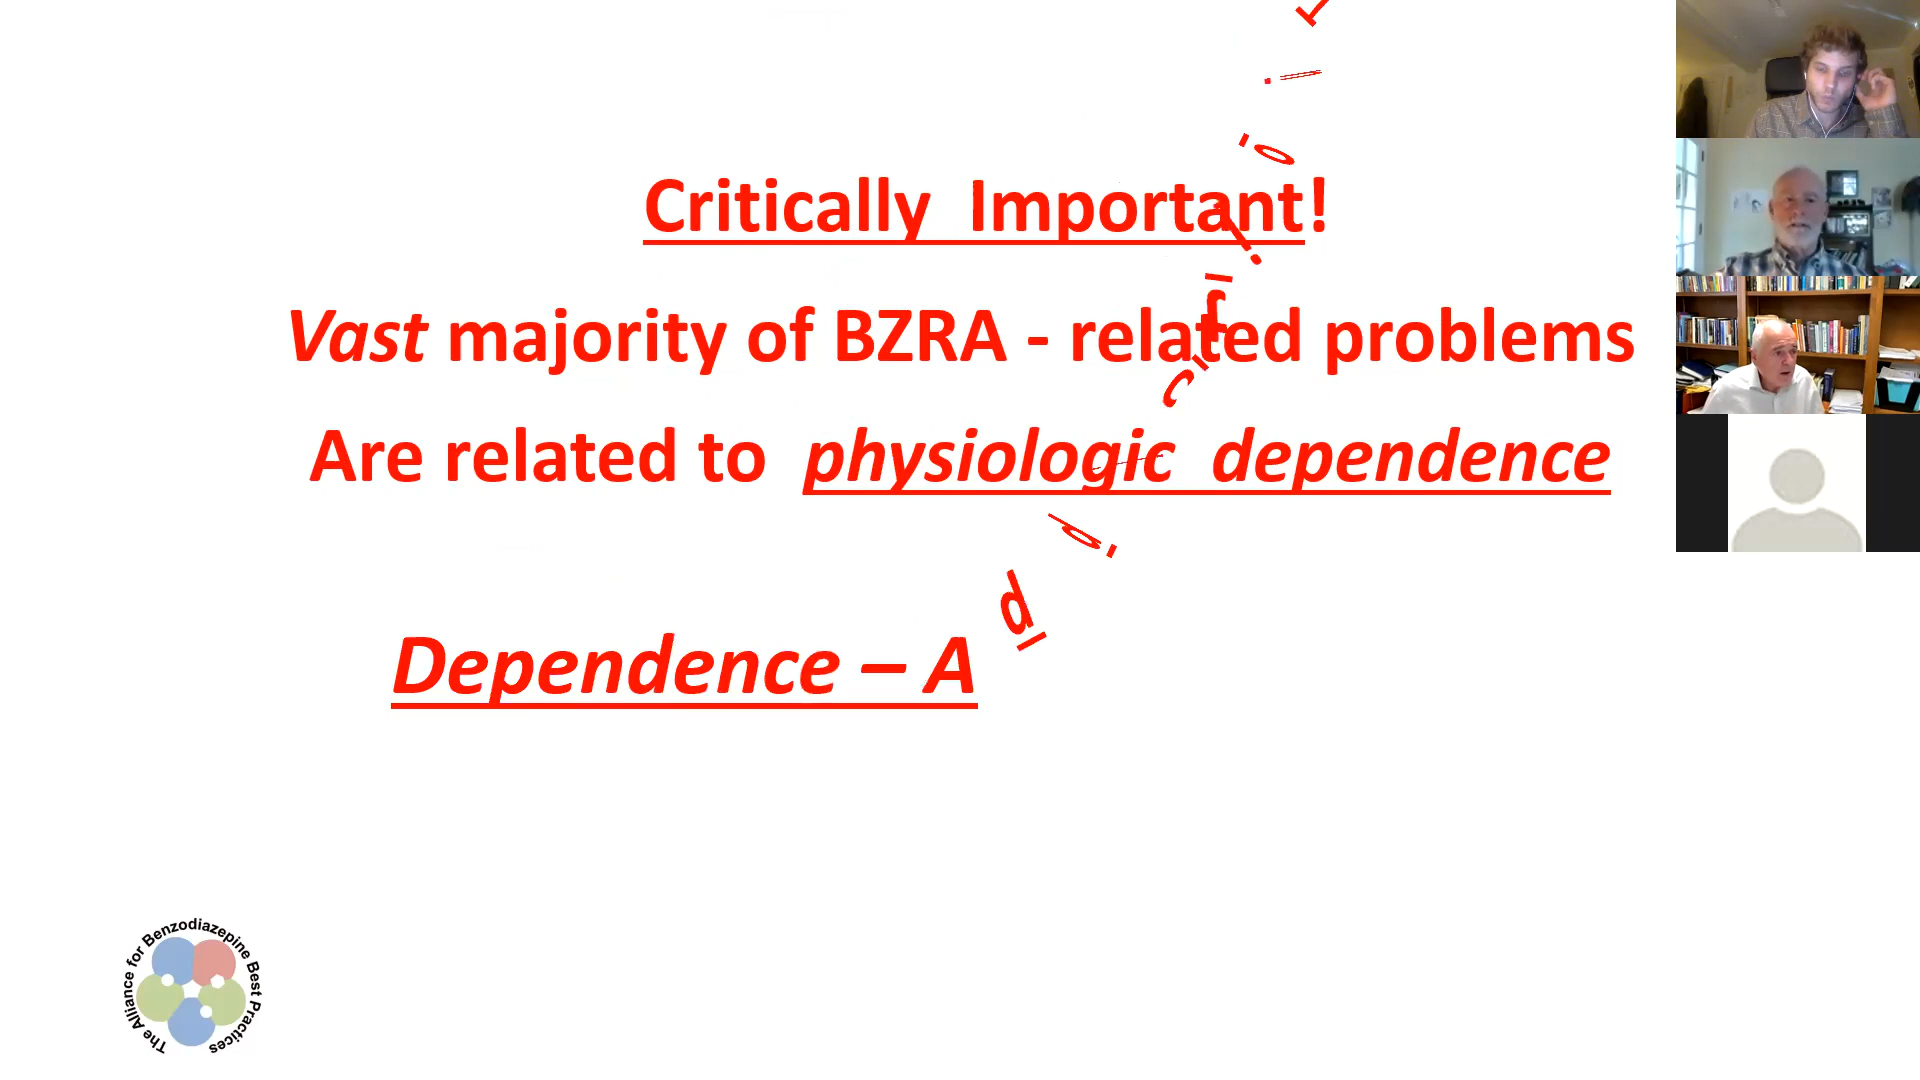 Critically Important!
Vast majority of BZRA - related problems
Are related to physiologic dependence
Dependence – A d
The Alliance for Benzodiazepine Best Practices